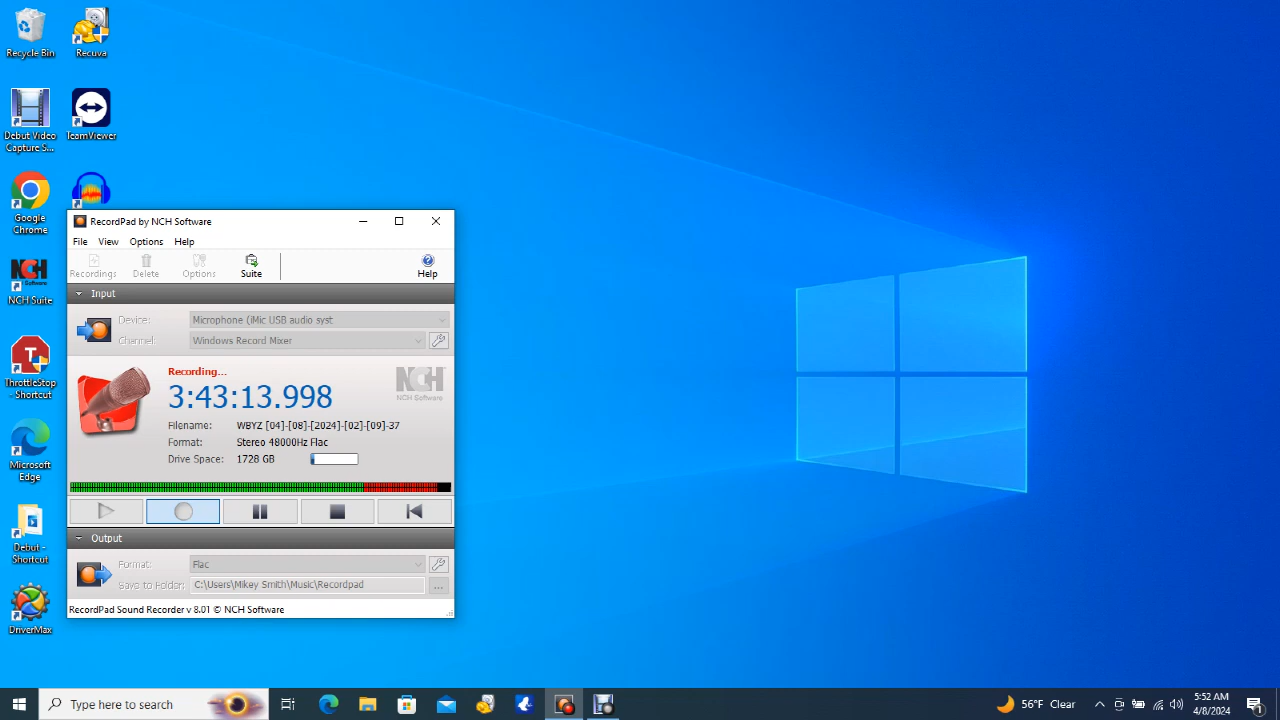 Recycle Bin
Recuva
Debut Video
Capture S...
TeamViewer
Google
Chrome
NCH
Software
NCH Suite
T
ThrottleStop
- Shortcut
Microsoft
Edge
Debut -
Shortcut
DriverMax
RecordPad by NCH Software
File View Options Help
Recordings Delete Options Suite Help
Input
Device: Microphone (iMic USB audio syst
Channel: Windows Record Mixer
Recording...
3:43:13.998
NCH
NCH Software
Filename: WBYZ [04]-[08]-[2024]-[02]-[09]-37
Format: Stereo 48000Hz Flac
Drive Space: 1728 GB
Output
Format: Flac
Save to Folder: C:\Users\Mikey Smith\Music\Recordpad
...
RecordPad Sound Recorder v 8.01 © NCH Software
Type here to search
56°F Clear
5:52 AM
4/8/2024
1